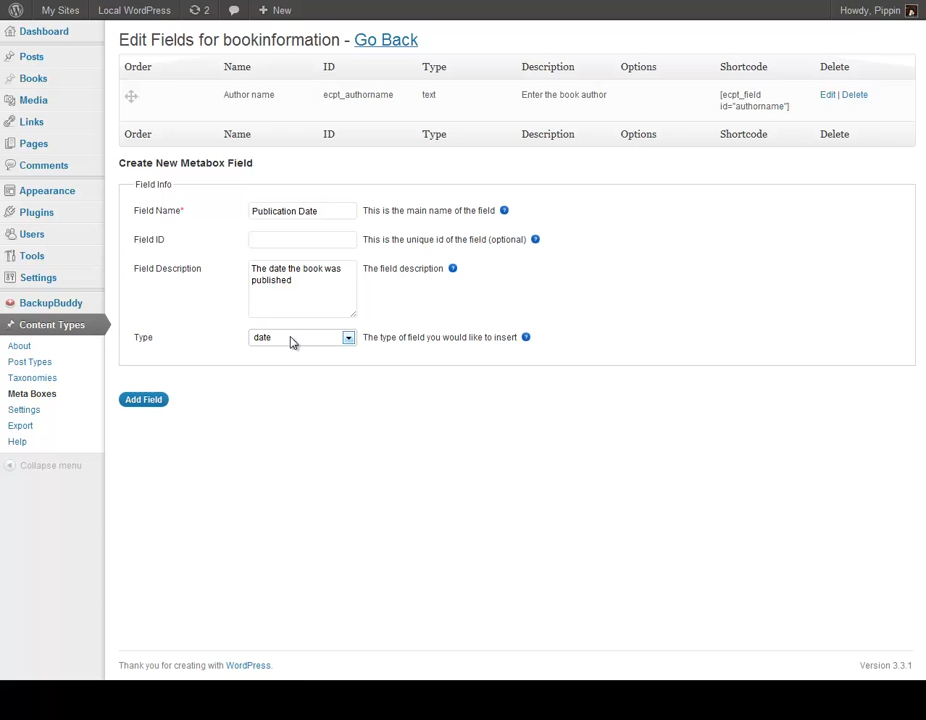 My Sites Local WordPress 2 New Howdy, Pippin
Dashboard
Posts
Books
Media
Links
Pages
Comments
Appearance
Plugins
Users
Tools
Settings
BackupBuddy
Content Types
About
Post Types
Taxonomies
Meta Boxes
Settings
Export
Help
Collapse menu
Edit Fields for bookinformation - Go Back
Order Name ID Type Description Options Shortcode Delete
Author name ecpt_authorname text Enter the book author [ecpt_field Edit | Delete
id="authorname"]
Order Name ID Type Description Options Shortcode Delete
Create New Metabox Field
Field Info
Field Name* Publication Date This is the main name of the field ?
Field ID This is the unique id of the field (optional) ?
Field Description The date the book was The field description ?
published
Type date The type of field you would like to insert ?
Add Field
Thank you for creating with WordPress. Version 3.3.1